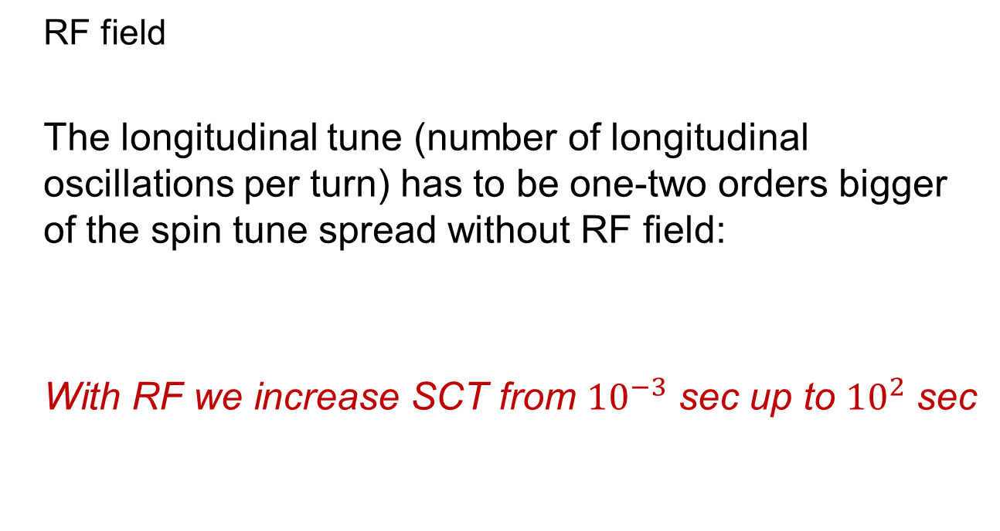 RF field
The longitudinal tune (number of longitudinal
oscillations per turn) has to be one-two orders bigger
of the spin tune spread without RF field:
With RF we increase SCT from 10⁻³ sec up to 10² sec